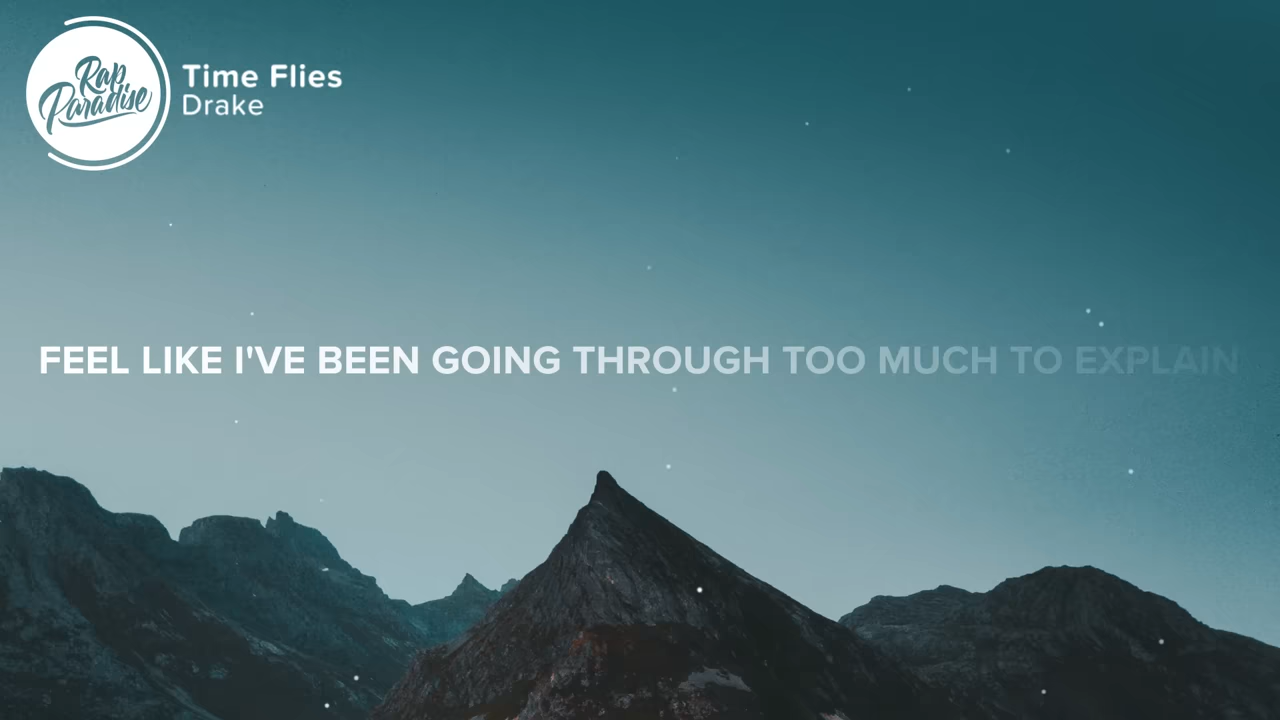 Rap
Paradise
Time Flies
Drake
FEEL LIKE I'VE BEEN GOING THROUGH TOO MUCH TO EXPLAIN